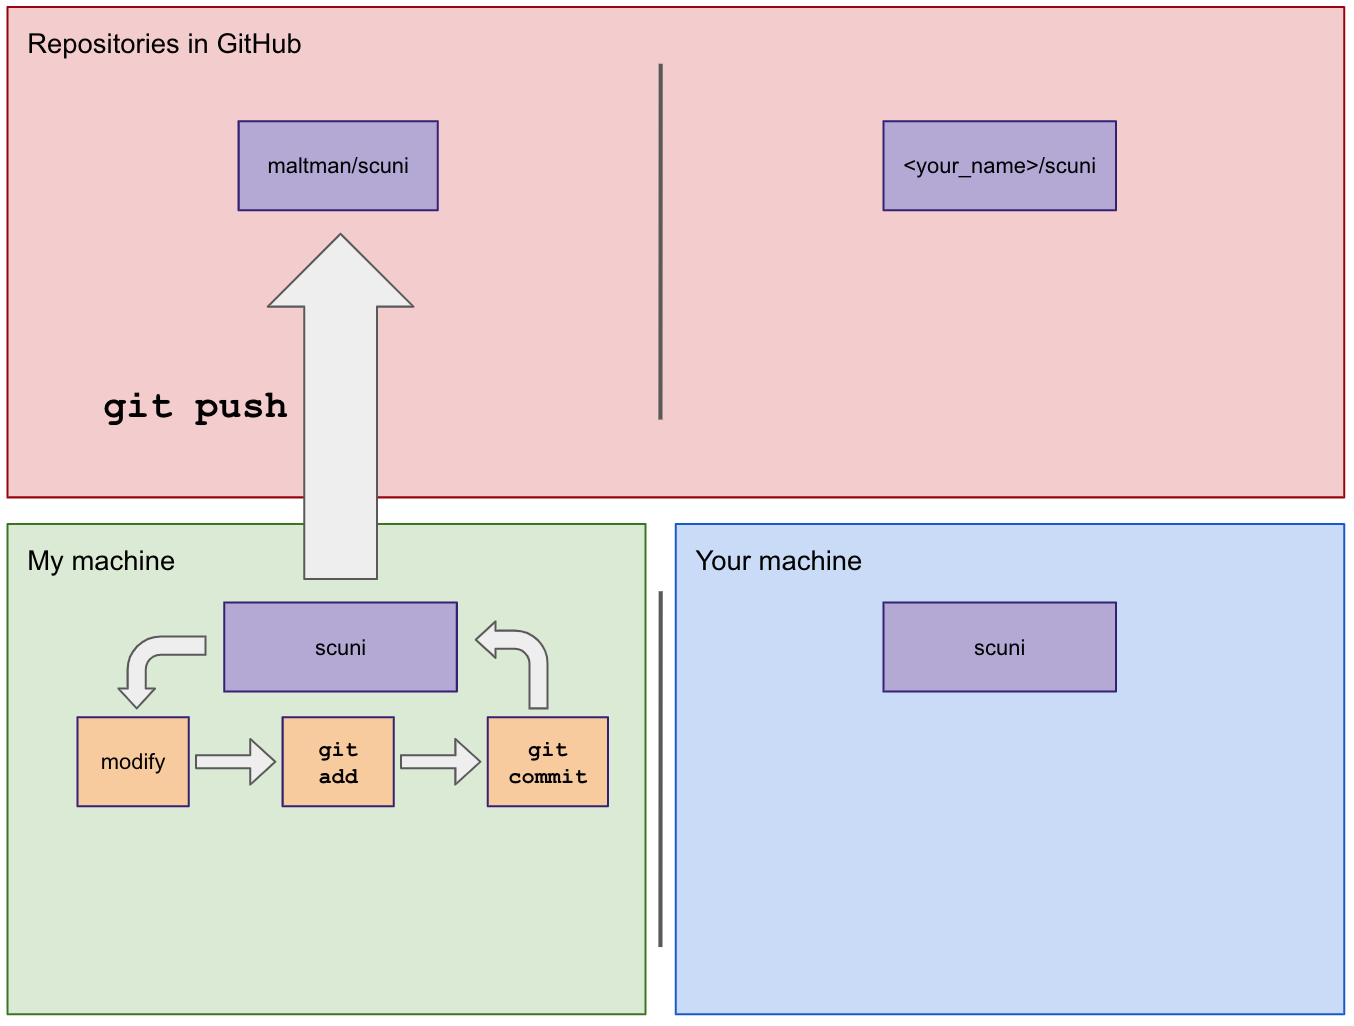 Repositories in GitHub
maltman/scuni
<your_name>/scuni
git push
My machine
scuni
modify
git
add
git
commit
Your machine
scuni